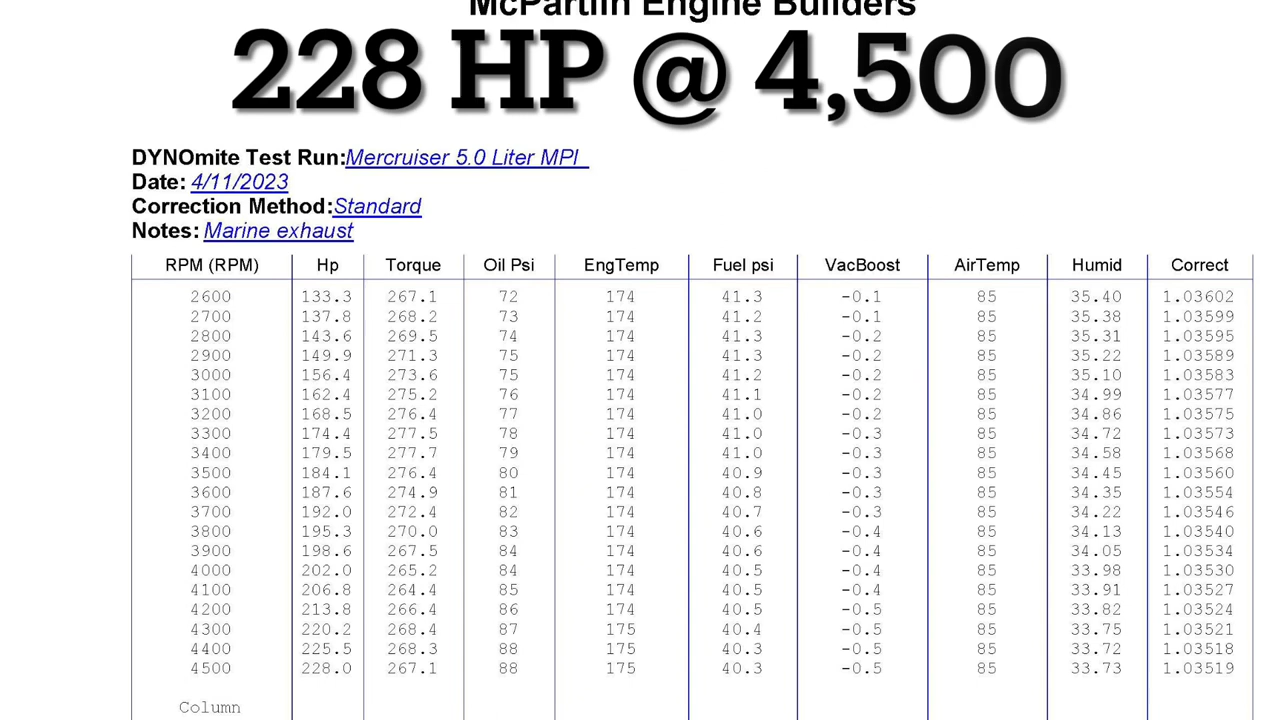 McPartlin Engine Builders
228 HP @ 4,500
DYNOmite Test Run:Mercruiser 5.0 Liter MPI
Date: 4/11/2023
Correction Method:Standard
Notes: Marine exhaust
RPM (RPM) Hp Torque Oil Psi EngTemp Fuel psi VacBoost AirTemp Humid Correct
2600 133.3 267.1 72 174 41.3 -0.1 85 35.40 1.03602
2700 137.8 268.2 73 174 41.2 -0.1 85 35.38 1.03599
2800 143.6 269.5 74 174 41.3 -0.2 85 35.31 1.03595
2900 149.9 271.3 75 174 41.3 -0.2 85 35.22 1.03589
3000 156.4 273.6 75 174 41.2 -0.2 85 35.10 1.03583
3100 162.4 275.2 76 174 41.1 -0.2 85 34.99 1.03577
3200 168.5 276.4 77 174 41.0 -0.2 85 34.86 1.03575
3300 174.4 277.5 78 174 41.0 -0.3 85 34.72 1.03573
3400 179.5 277.7 79 174 41.0 -0.3 85 34.58 1.03568
3500 184.1 276.4 80 174 40.9 -0.3 85 34.45 1.03560
3600 187.6 274.9 81 174 40.8 -0.3 85 34.35 1.03554
3700 192.0 272.4 82 174 40.7 -0.3 85 34.22 1.03546
3800 195.3 270.0 83 174 40.6 -0.4 85 34.13 1.03540
3900 198.6 267.5 84 174 40.6 -0.4 85 34.05 1.03534
4000 202.0 265.2 84 174 40.5 -0.4 85 33.98 1.03530
4100 206.8 264.4 85 174 40.5 -0.4 85 33.91 1.03527
4200 213.8 266.4 86 174 40.5 -0.5 85 33.82 1.03524
4300 220.2 268.4 87 175 40.4 -0.5 85 33.75 1.03521
4400 225.5 268.3 88 175 40.3 -0.5 85 33.72 1.03518
4500 228.0 267.1 88 175 40.3 -0.5 85 33.73 1.03519
Column